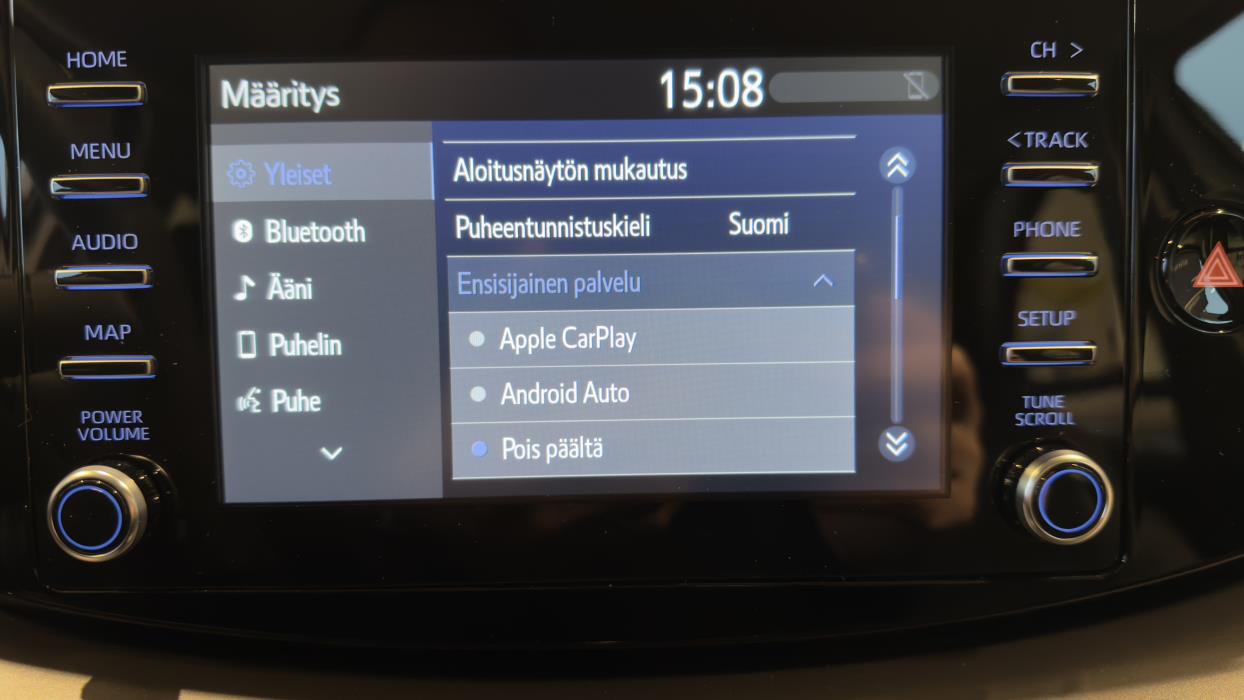 HOME
MENU
AUDIO
MAP
POWER
VOLUME
Määritys
15:08
Yleiset
Bluetooth
Ääni
Puhelin
Puhe
Aloitusnäytön mukautus
Puheentunnistuskieli Suomi
Ensisijainen palvelu
Apple CarPlay
Android Auto
Pois päältä
CH >
<TRACK
PHONE
SETUP
TUNE
SCROLL